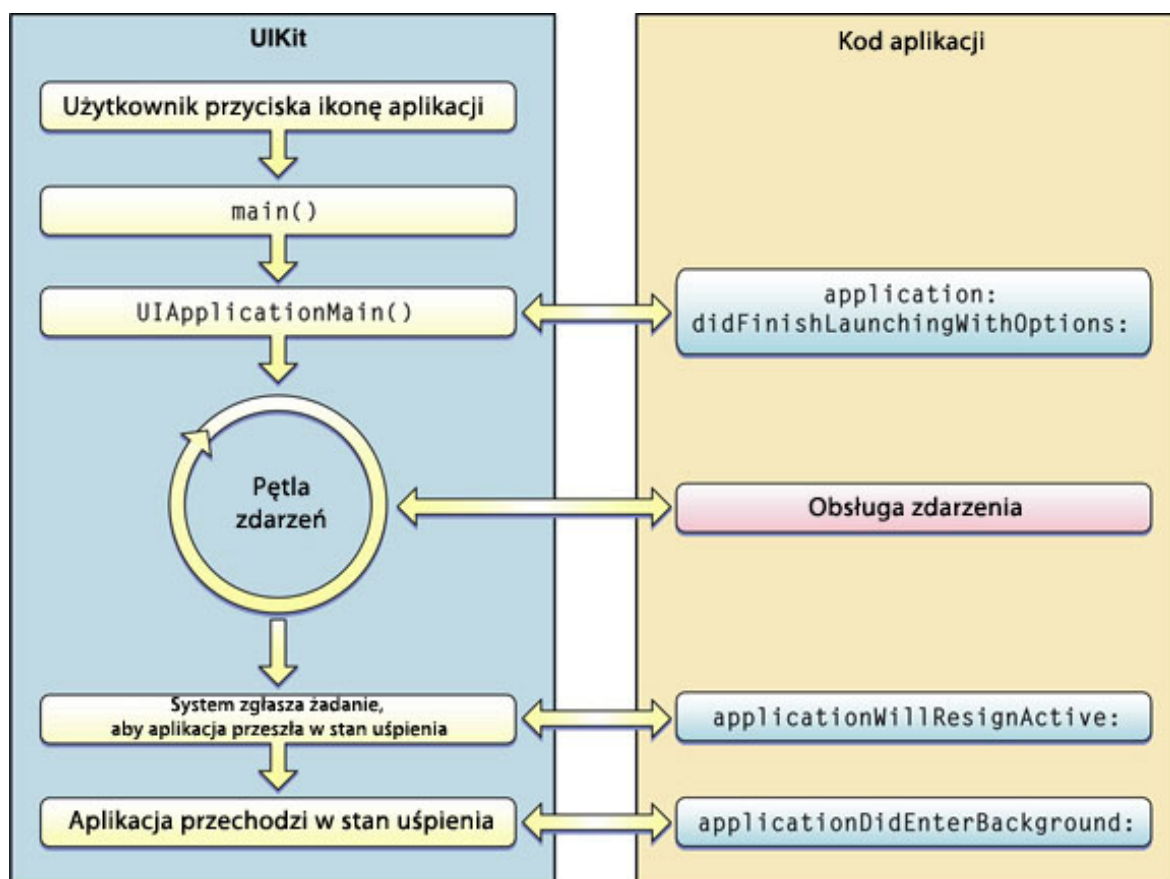 UIKit
Kod aplikacji
Użytkownik przyciska ikonę aplikacji
main()
UIApplicationMain()
application:
didFinishLaunchingWithOptions:
Pętla
zdarzeń
Obsługa zdarzenia
System zgłasza żadanie,
aby aplikacja przeszła w stan uśpienia
applicationWillResignActive:
Aplikacja przechodzi w stan uśpienia
applicationDidEnterBackground: